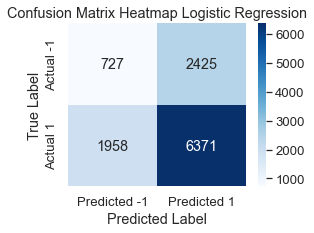 Confusion Matrix Heatmap Logistic Regression
True Label
Actual -1
Actual 1
727 2425
1958 6371
Predicted -1 Predicted 1
Predicted Label
6000
5000
4000
3000
2000
1000